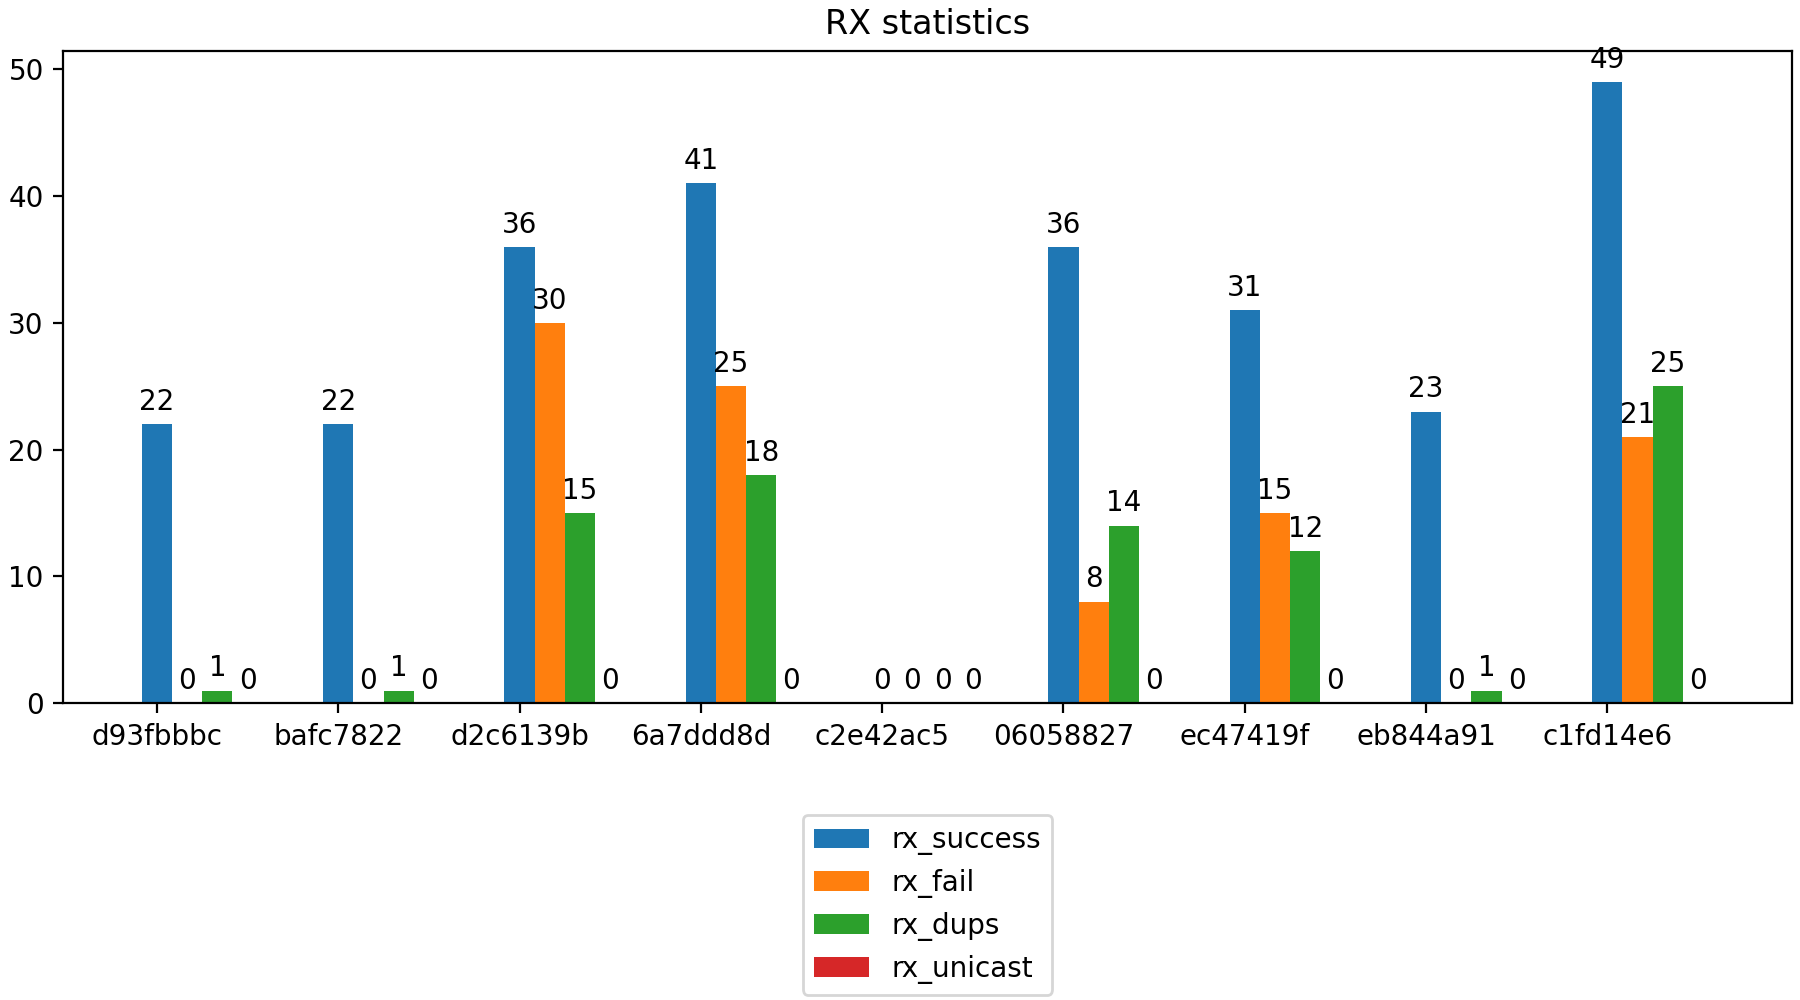 RX statistics
50
40
30
20
10
0
22 0 1 0
22 0 1 0
36 30 15 0
41 25 18 0
0 0 0 0
36 8 14 0
31 15 12 0
23 0 1 0
49 21 25 0
d93fbbbc bafc7822 d2c6139b 6a7ddd8d c2e42ac5 06058827 ec47419f eb844a91 c1fd14e6
rx_success
rx_fail
rx_dups
rx_unicast